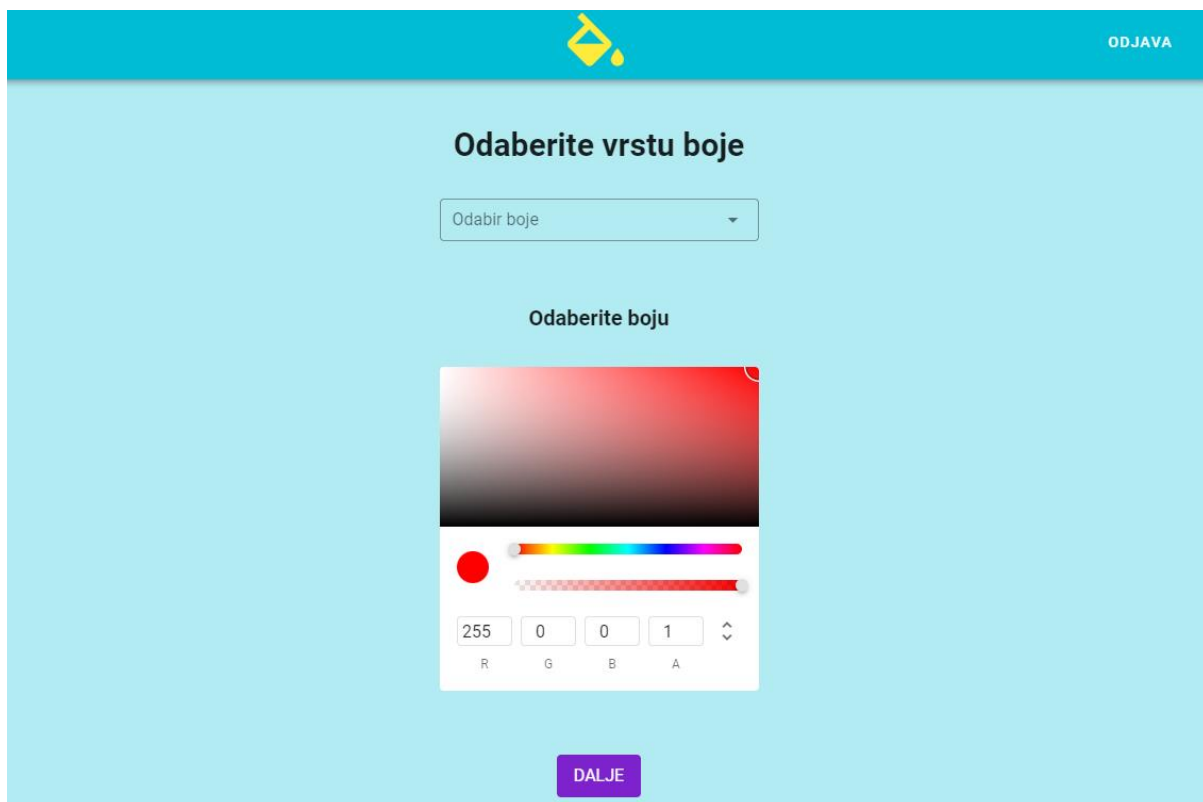 ODJAVA
Odaberite vrstu boje
Odabir boje
Odaberite boju
255 0 0 1
R G B A
DALJE